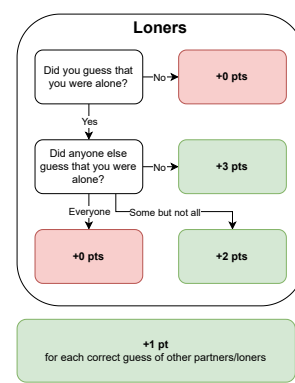 Loners
Did you guess that
you were alone?
No
+0 pts
Yes
Did anyone else
guess that you were
alone?
No
+3 pts
Everyone
Some but not all
+0 pts
+2 pts
+1 pt
for each correct guess of other partners/loners